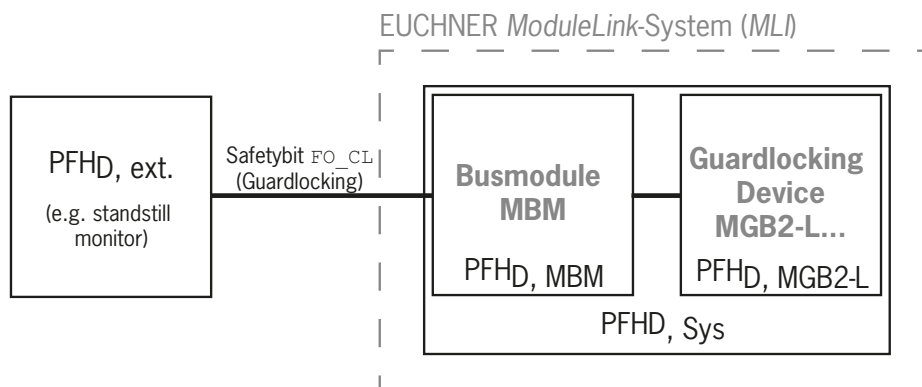 EUCHNER ModuleLink-System (MLI)
PFHD, ext.
(e.g. standstill
monitor)
Safetybit FO_CL
(Guardlocking)
Busmodule
MBM
PFHD, MBM
Guardlocking
Device
MGB2-L...
PFHD, MGB2-L
PFHD, Sys